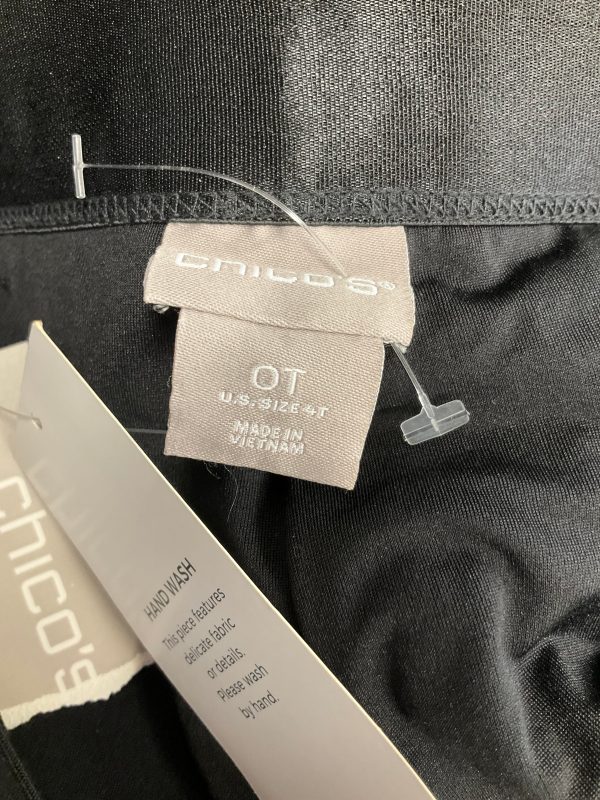 CHICO'S®
OT
U.S. SIZE 4T
MADE IN
VIETNAM
chico's
HAND WASH
This piece features
delicate fabric
or details.
Please wash
by hand.